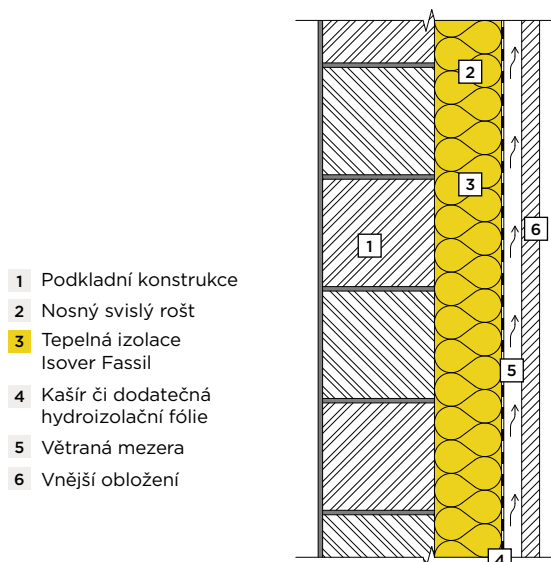 2
3
6
1
5
4
1 Podkladní konstrukce
2 Nosný svislý rošt
3 Tepelná izolace
Isover Fassil
4 Kašír či dodatečná
hydroizolační fólie
5 Větraná mezera
6 Vnější obložení